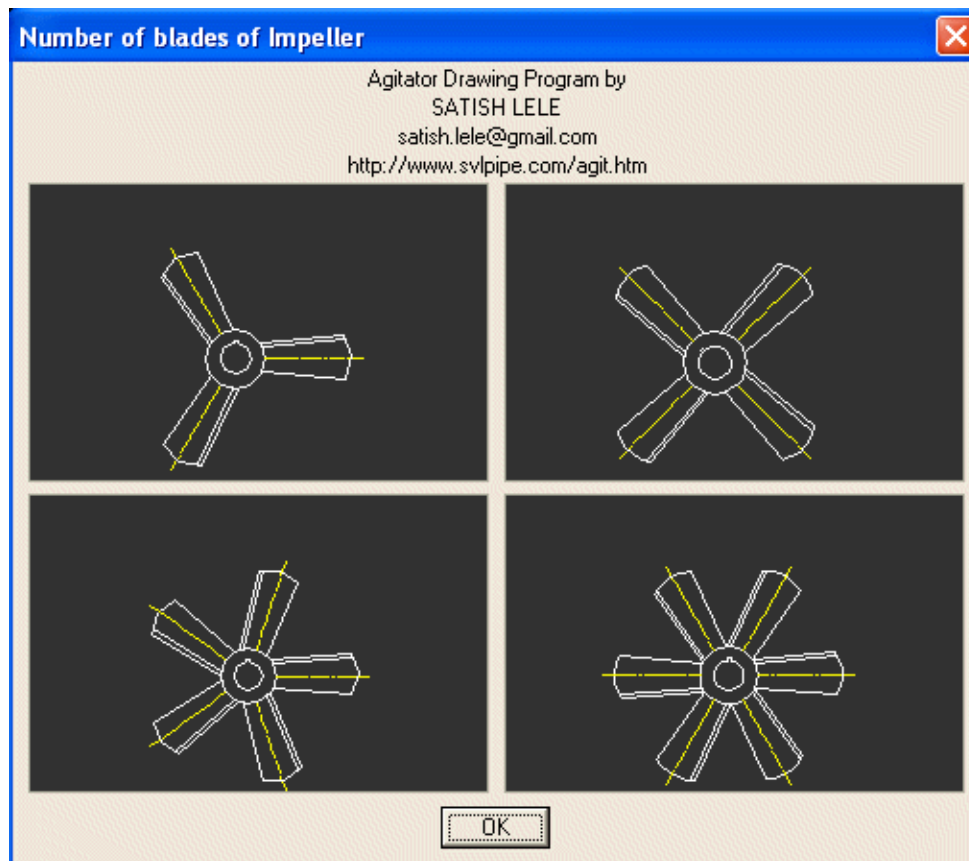 Number of blades of Impeller
Agitator Drawing Program by
SATISH LELE
satish.lele@gmail.com
http://www.svlpipe.com/agit.htm
OK